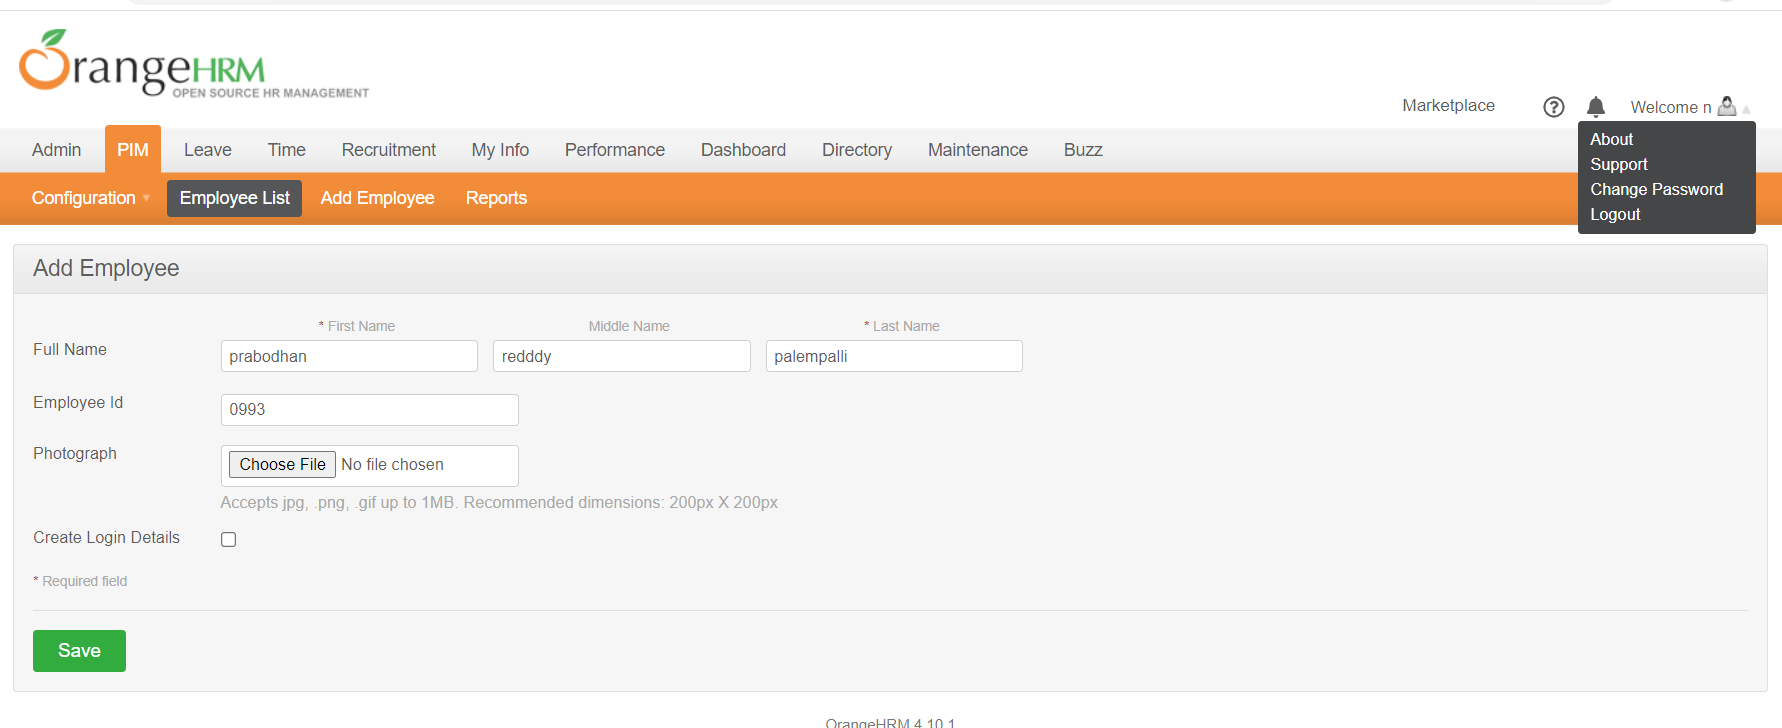 OrangeHRM
OPEN SOURCE HR MANAGEMENT
Marketplace
Welcome n
About
Support
Change Password
Logout
Admin PIM Leave Time Recruitment My Info Performance Dashboard Directory Maintenance Buzz
Configuration Employee List Add Employee Reports
Add Employee
* First Name Middle Name * Last Name
Full Name prabodhan redddy palempalli
Employee Id 0993
Photograph Choose File No file chosen
Accepts jpg, .png, .gif up to 1MB. Recommended dimensions: 200px X 200px
Create Login Details
* Required field
Save
OrangeHRM 4.10.1